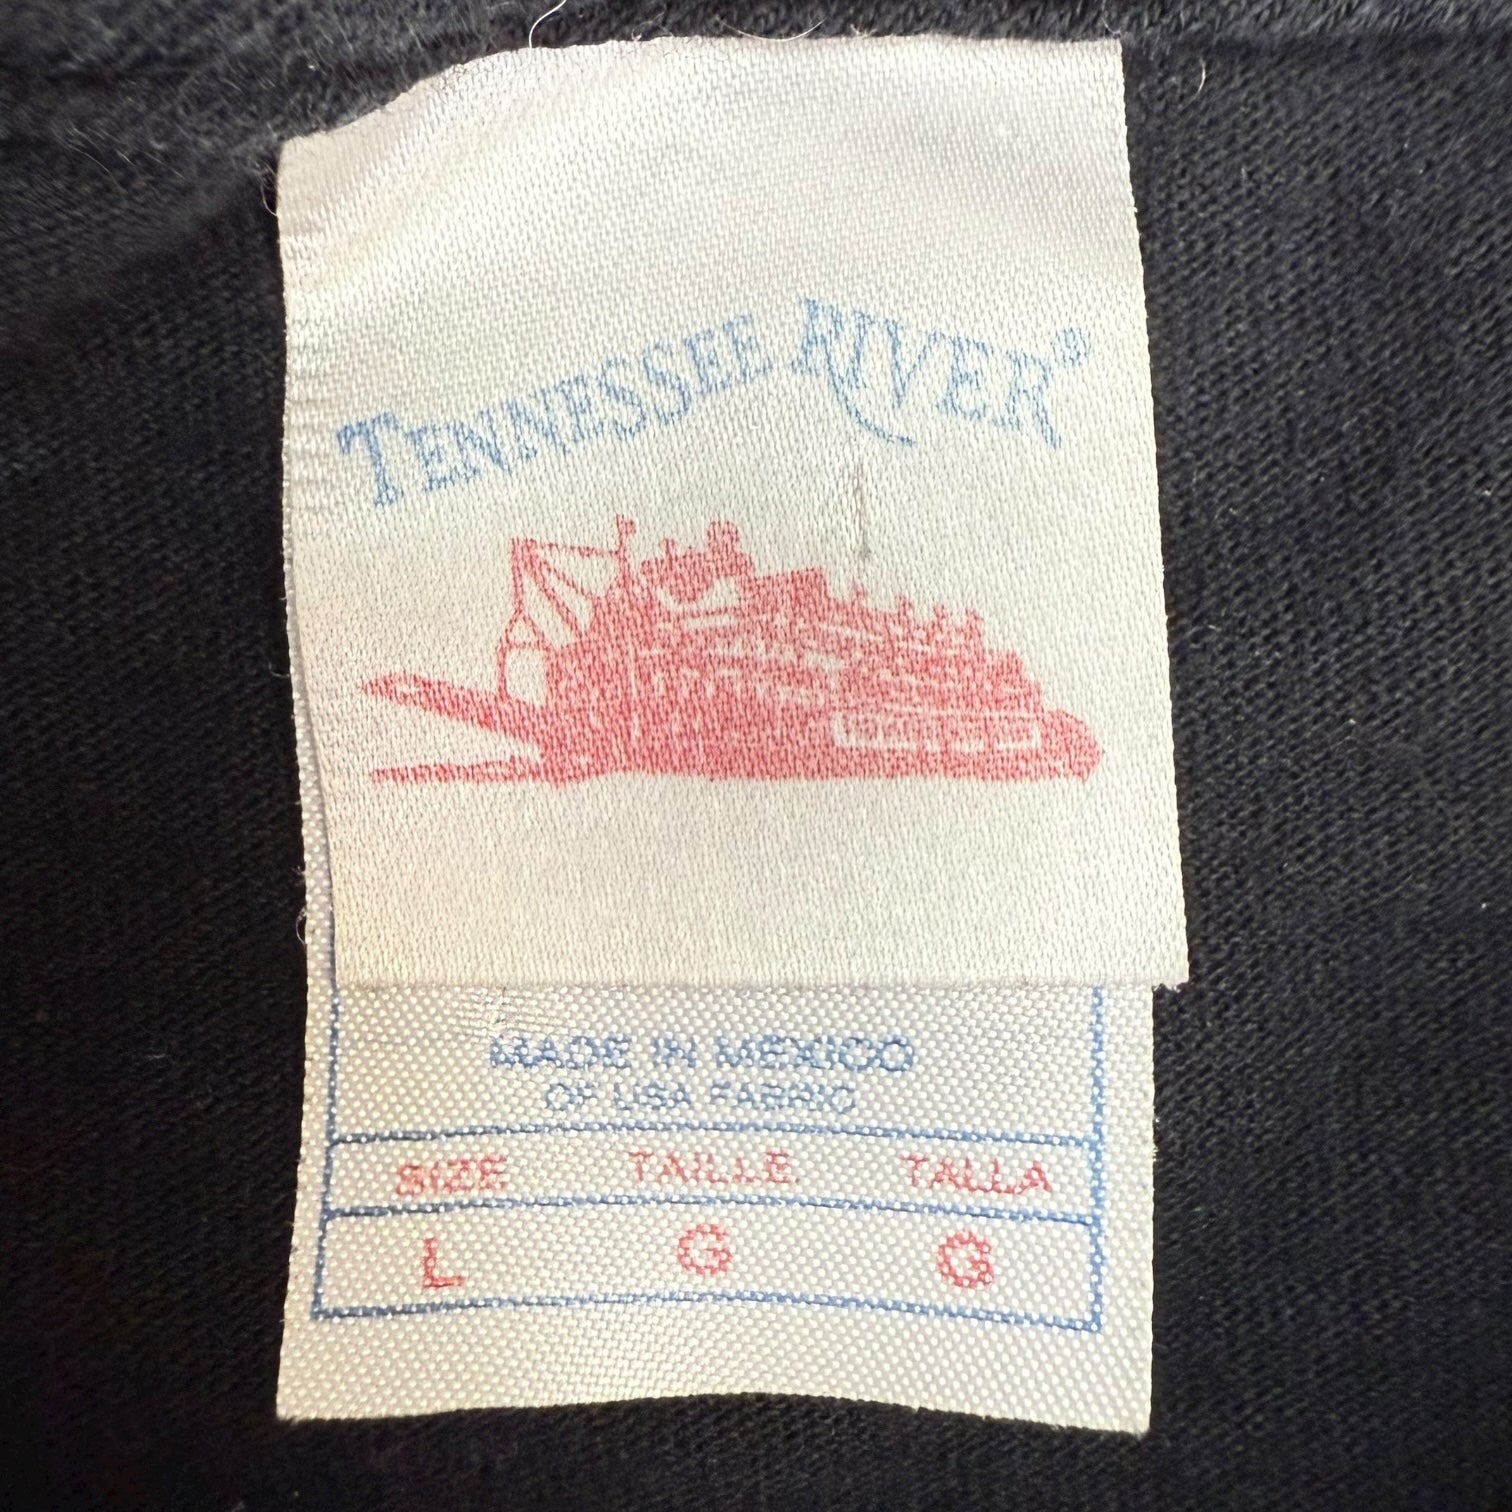 TENNESSEE RIVER®
MADE IN MEXICO
OF USA FABRIC
SIZE TAILLE TALLA
L G G